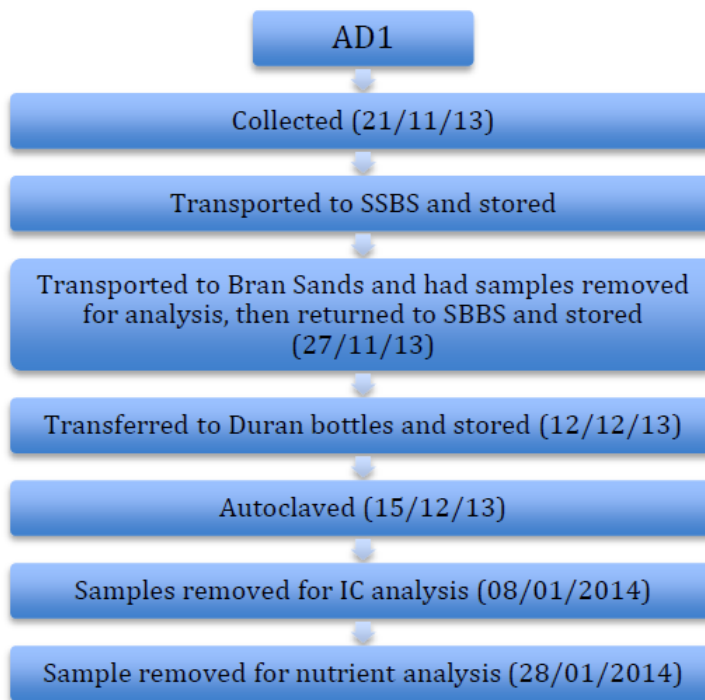 AD1
Collected (21/11/13)
Transported to SSBS and stored
Transported to Bran Sands and had samples removed
for analysis, then returned to SBBS and stored
(27/11/13)
Transferred to Duran bottles and stored (12/12/13)
Autoclaved (15/12/13)
Samples removed for IC analysis (08/01/2014)
Sample removed for nutrient analysis (28/01/2014)